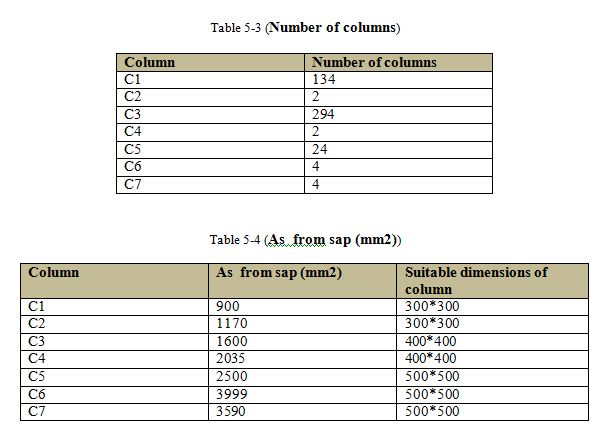 Table 5-3 (Number of columns)
Column Number of columns
C1 134
C2 2
C3 294
C4 2
C5 24
C6 4
C7 4
Table 5-4 (As from sap (mm2))
Column As from sap (mm2) Suitable dimensions of
column
C1 900 300*300
C2 1170 300*300
C3 1600 400*400
C4 2035 400*400
C5 2500 500*500
C6 3999 500*500
C7 3590 500*500